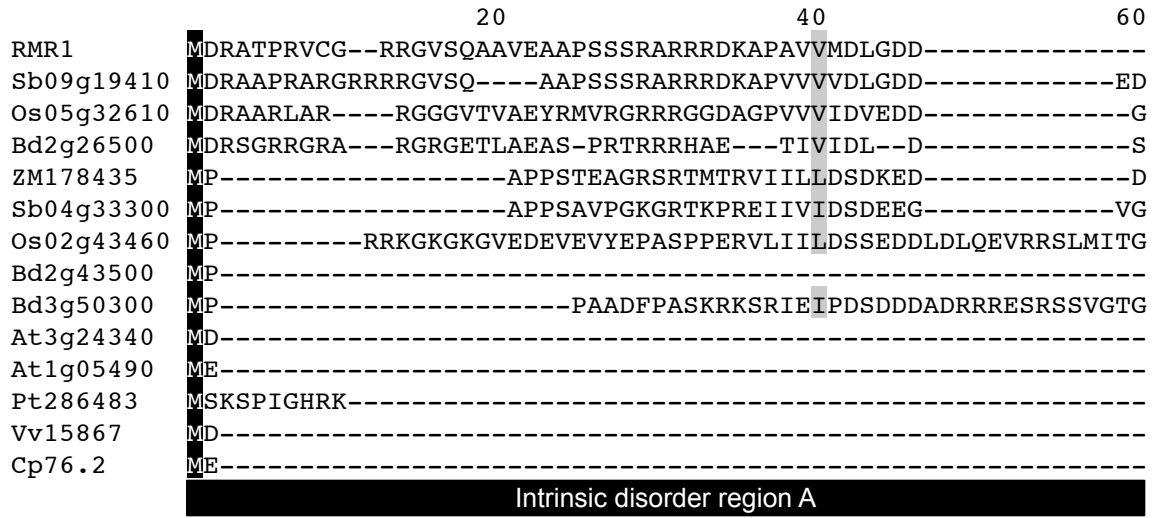 20 40 60
RMR1 MDRATPRVCG--RRGVSQAAVEAAPSSSRARRRDKAPAVVMDLGDD--------------
Sb09g19410 MDRAAPRARGRRRRGVSQ----AAPSSSRARRRDKAPVVVVDLGDD------------ED
Os05g32610 MDRAARLAR----RGGGVTVAEYRMVRGRRRGGDAGPVVVIDVEDD-------------G
Bd2g26500 MDRSGRRGRA---RGRGETLAEAS-PRTRRRHAE---TIVIDL--D-------------S
ZM178435 MP------------------APPSTEAGRSRTMTRVIILLDSDKED-------------D
Sb04g33300 MP------------------APPSAVPGKGRTKPREIIVIDSDEEG------------VG
Os02g43460 MP---------RRKGKGKGVEDEVEVYEPASPPERVLIILDSSEDDLDLQEVRRSLMITG
Bd2g43500 MP----------------------------------------------------------
Bd3g50300 MP----------------------PAADFPASKRKSRIEIPDSDDDADRRRESRSSVGTG
At3g24340 MD----------------------------------------------------------
At1g05490 ME----------------------------------------------------------
Pt286483 MSKSPIGHRK--------------------------------------------------
Vv15867 MD----------------------------------------------------------
Cp76.2 ME----------------------------------------------------------
Intrinsic disorder region A